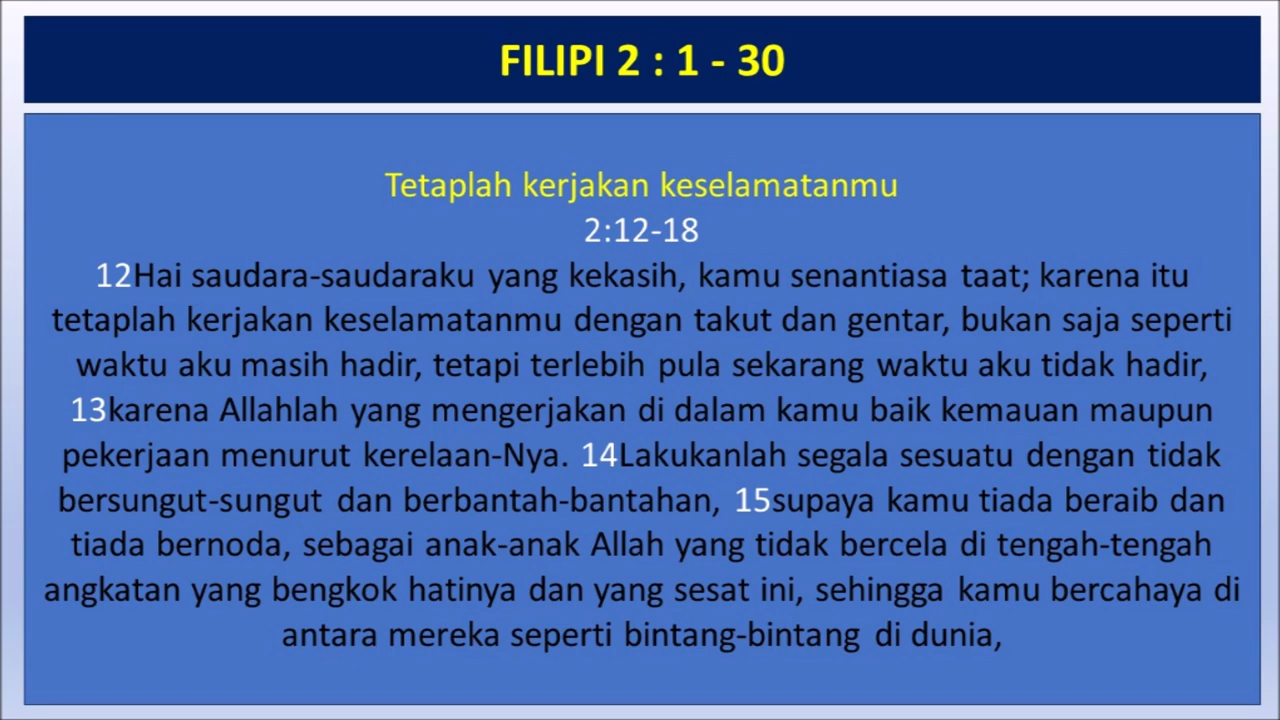 FILIPI 2 : 1 - 30
Tetaplah kerjakan keselamatanmu
2:12-18
12Hai saudara-saudaraku yang kekasih, kamu senantiasa taat; karena itu
tetaplah kerjakan keselamatanmu dengan takut dan gentar, bukan saja seperti
waktu aku masih hadir, tetapi terlebih pula sekarang waktu aku tidak hadir,
13karena Allahlah yang mengerjakan di dalam kamu baik kemauan maupun
pekerjaan menurut kerelaan-Nya. 14Lakukanlah segala sesuatu dengan tidak
bersungut-sungut dan berbantah-bantahan, 15supaya kamu tiada beraib dan
tiada bernoda, sebagai anak-anak Allah yang tidak bercela di tengah-tengah
angkatan yang bengkok hatinya dan yang sesat ini, sehingga kamu bercahaya di
antara mereka seperti bintang-bintang di dunia,